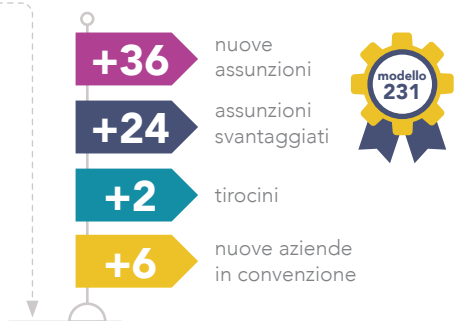 +36
nuove
assunzioni
modello
231
+24
assunzioni
svantaggiati
+2
tirocini
+6
nuove aziende
in convenzione